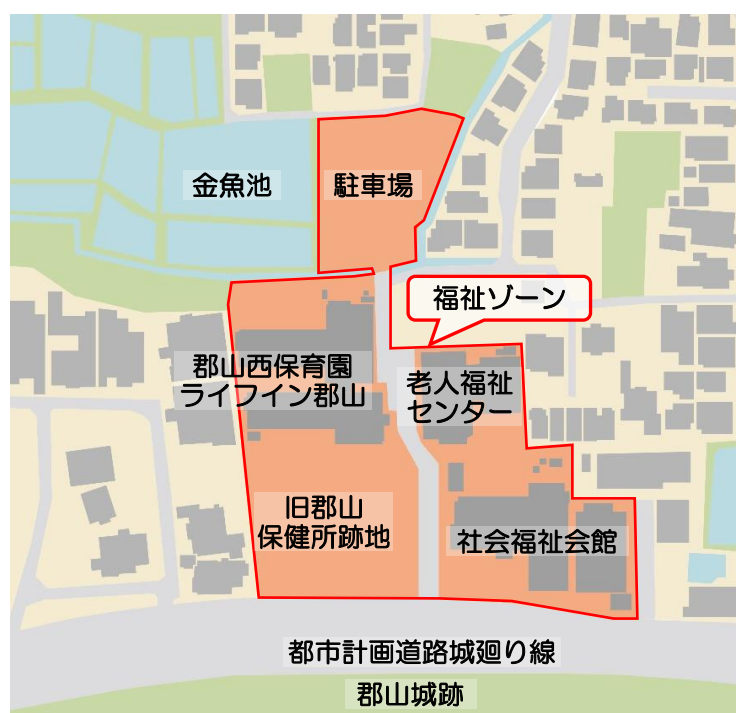 金魚池
駐車場
福祉ゾーン
郡山西保育園
ライフイン郡山
老人福祉
センター
旧郡山
保健所跡地
社会福祉会館
都市計画道路城廻り線
郡山城跡